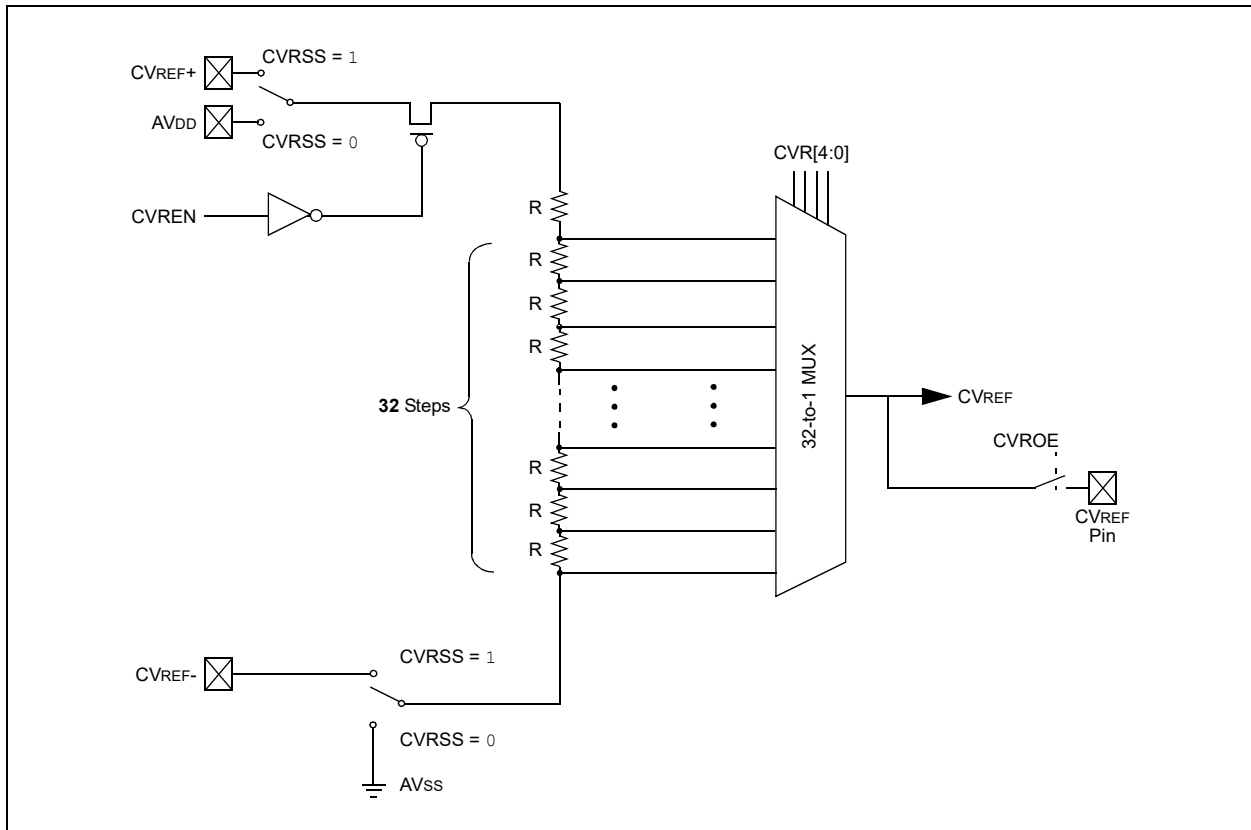 CVRSS = 1
CVREF+
AVDD
CVRSS = 0
CVR[4:0]
CVREN
R
R
R
R
32 Steps
32-to-1 MUX
CVREF
CVROE
R
R
R
CVREF
Pin
CVRSS = 1
CVREF-
CVRSS = 0
AVSS